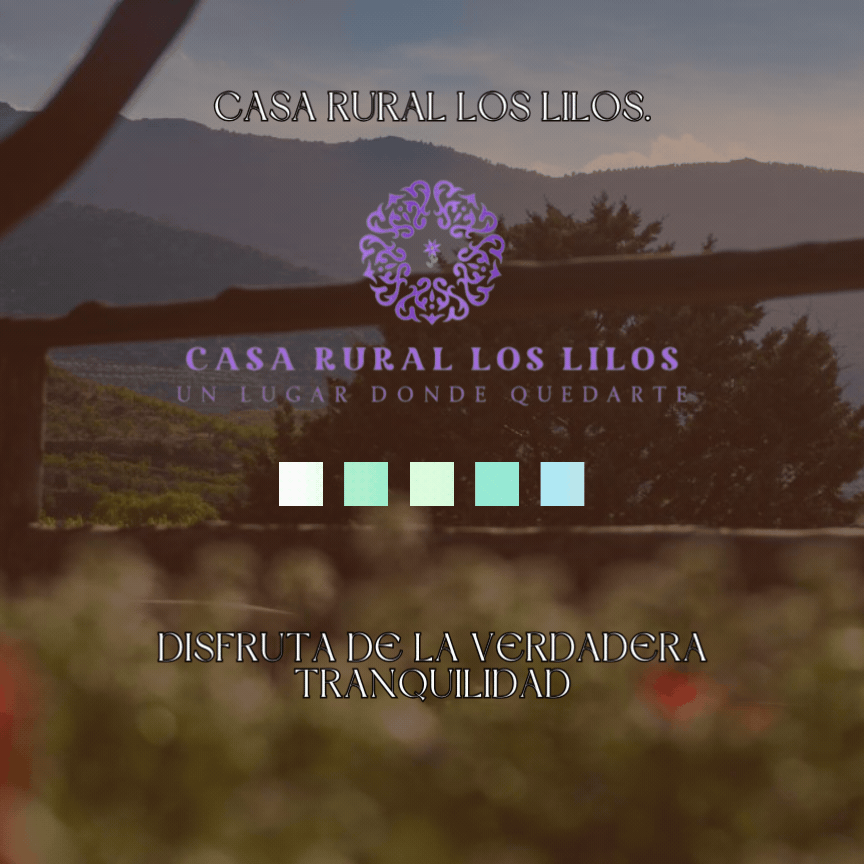 CASA RURAL LOS LILOS.
CASA RURAL LOS LILOS
UN LUGAR DONDE QUEDARTE
DISFRUTA DE LA VERDADERA
TRANQUILIDAD